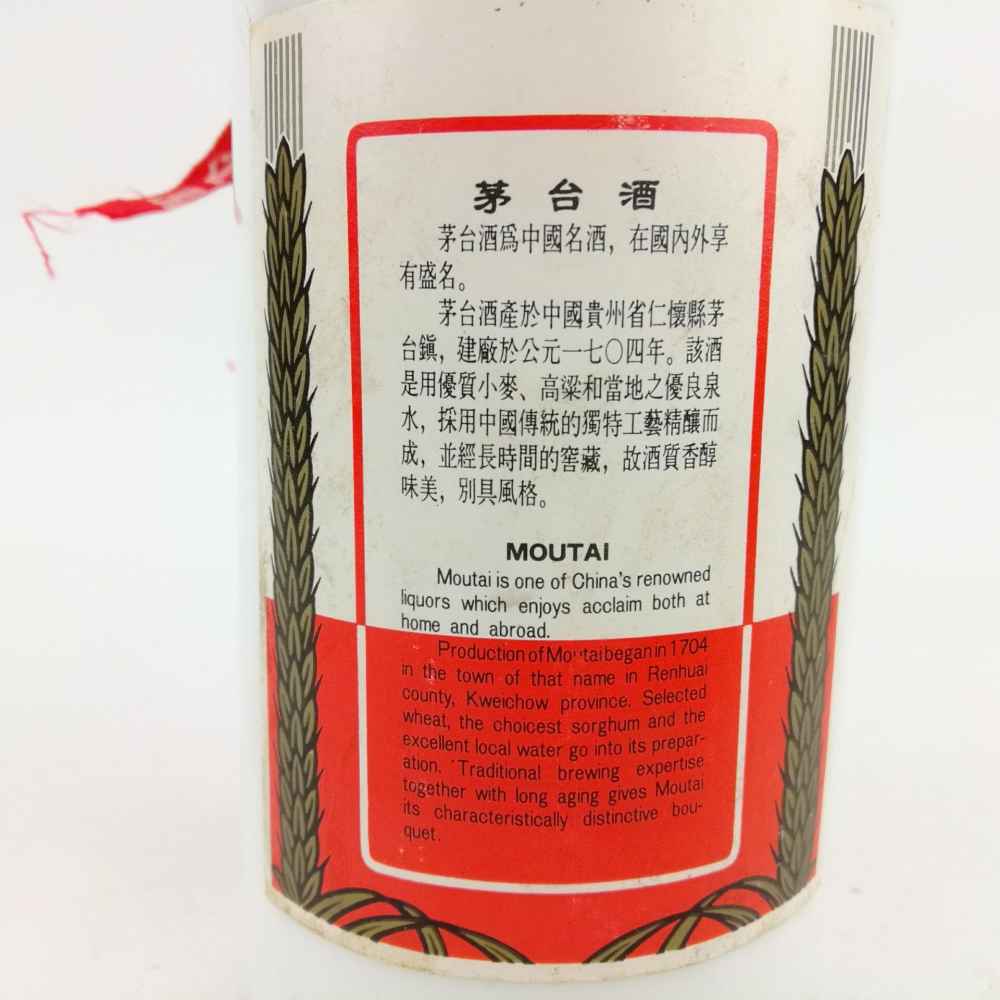 茅台酒
茅台酒爲中國名酒，在國內外享
有盛名。
茅台酒產於中國貴州省仁懷縣茅
台鎭，建廠於公元一七〇四年。該酒
是用優質小麥、高粱和當地之優良泉
水，採用中國傳統的獨特工藝精釀而
成，並經長時間的窖藏，故酒質香醇
味美，別具風格。
MOUTAI
Moutai is one of China's renowned
liquors which enjoys acclaim both at
home and abroad.
Production of Moutai began in 1704
in the town of that name in Renhuai
county, Kweichow province. Selected
wheat, the choicest sorghum and the
excellent local water go into its prepar-
ation. Traditional brewing expertise
together with long aging gives Moutai
its characteristically distinctive bou-
quet.